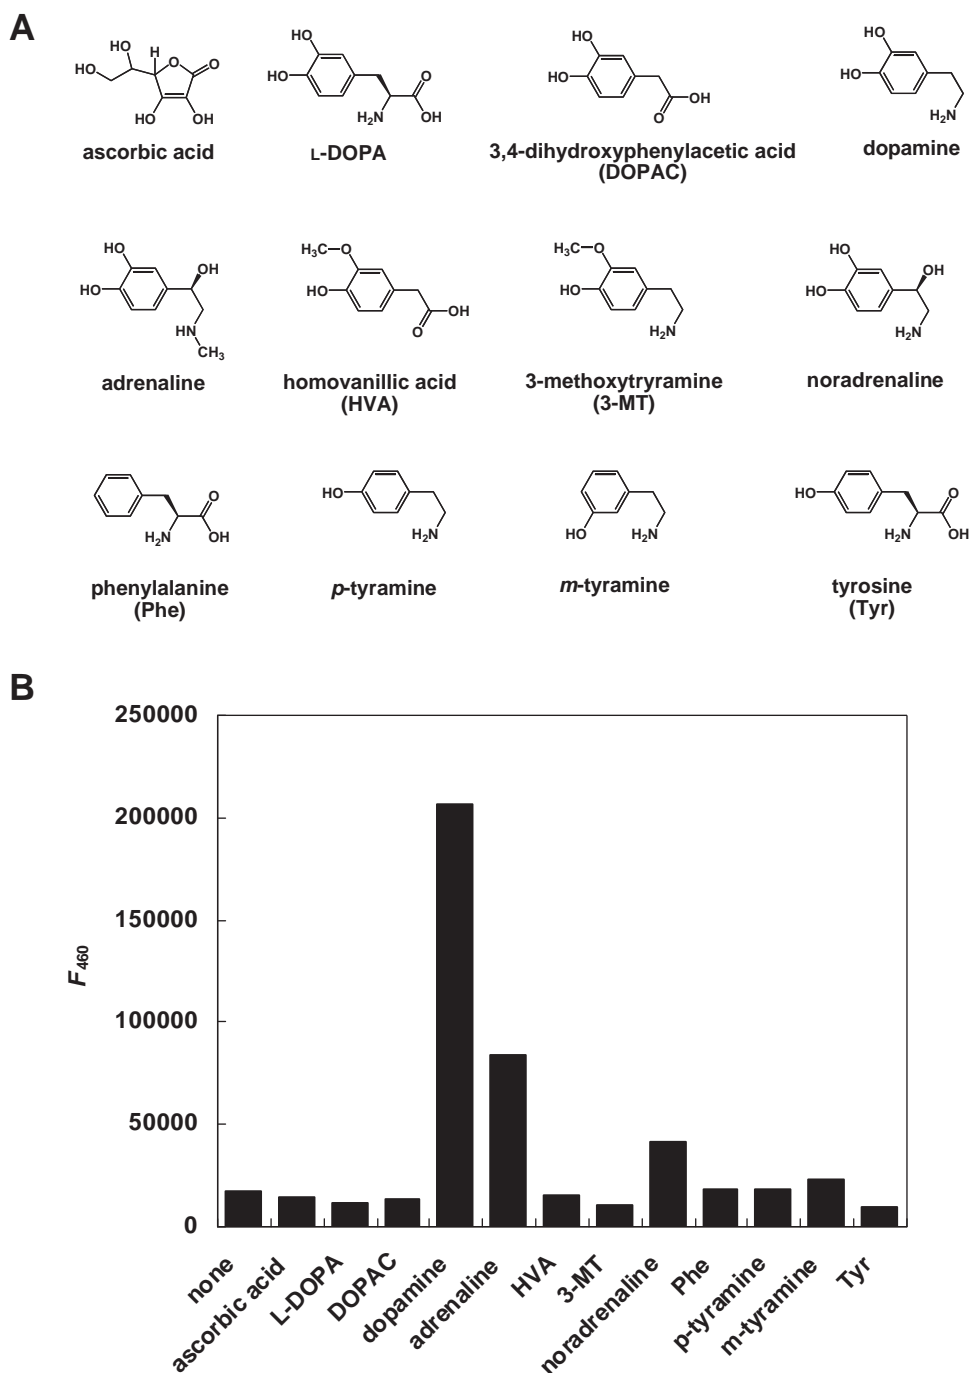 A
HO
HO
H
O
O
HO
OH
ascorbic acid
HO
HO
O
H₂N
OH
L-DOPA
HO
HO
OH
O
3,4-dihydroxyphenylacetic acid
(DOPAC)
HO
HO
H₂N
dopamine
HO
HO
OH
HN
CH₃
adrenaline
H₃C
O
HO
OH
O
homovanillic acid
(HVA)
H₃C
O
HO
H₂N
3-methoxytryramine
(3-MT)
HO
HO
OH
H₂N
noradrenaline
O
H₂N
OH
phenylalanine
(Phe)
HO
H₂N
p-tyramine
HO
H₂N
m-tyramine
HO
O
H₂N
OH
tyrosine
(Tyr)
B
250000
200000
150000
100000
50000
0
F₄₆₀
none
ascorbic acid
L-DOPA
DOPAC
dopamine
adrenaline
HVA
3-MT
noradrenaline
Phe
p-tyramine
m-tyramine
Tyr